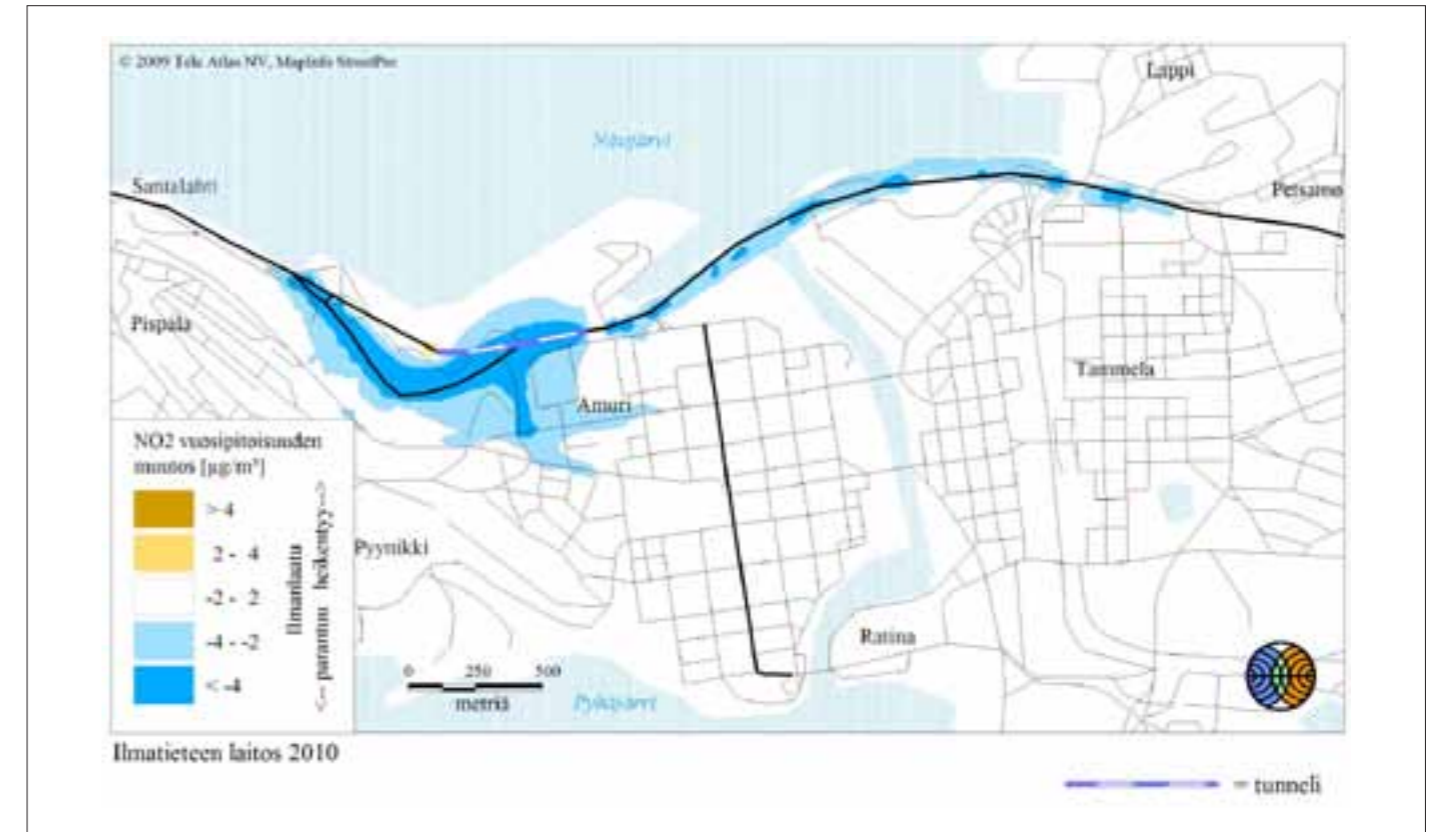 © 2009 Tele Atlas NV, MapInfo StreetPro
Lappi
Näsijärvi
Santalahti
Petsamo
Pispala
Tammela
Amuri
NO2 vuosipitoisuuden
muutos [µg/m³]
> 4
2 - 4
-2 - 2
-4 - -2
< -4
Ilmanlaatu
<-- parantuu heikentyy-->
Pyynikki
Ratina
0 250 500
metriä
Pyhäjärvi
Ilmatieteen laitos 2010
= tunneli